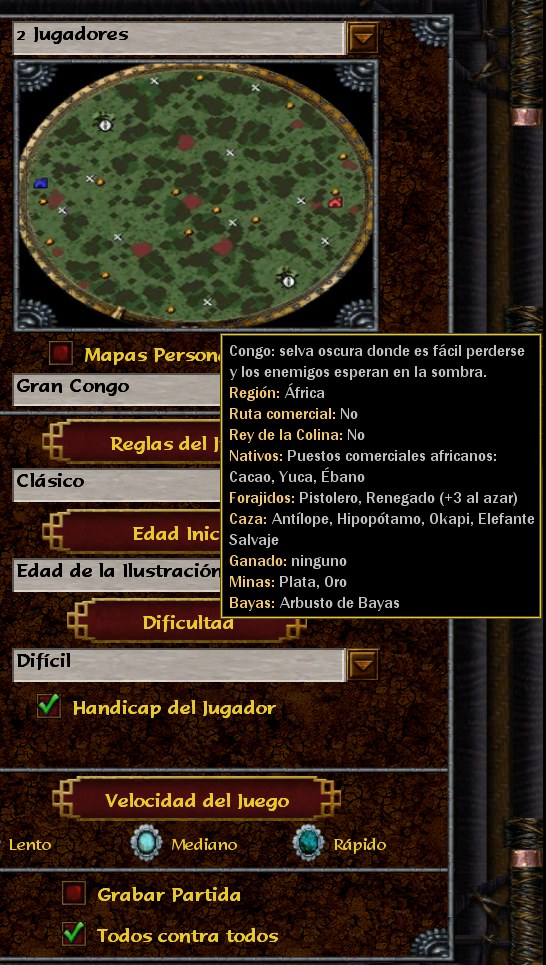 2 Jugadores
Mapas Person
Gran Congo
Congo: selva oscura donde es fácil perderse
y los enemigos esperan en la sombra.
Región: África
Ruta comercial: No
Rey de la Colina: No
Nativos: Puestos comerciales africanos:
Cacao, Yuca, Ébano
Forajidos: Pistolero, Renegado (+3 al azar)
Caza: Antílope, Hipopótamo, Okapi, Elefante
Salvaje
Ganado: ninguno
Minas: Plata, Oro
Bayas: Arbusto de Bayas
Reglas del J
Clásico
Edad Inic
Edad de la Ilustración
Dificultad
Difícil
Handicap del Jugador
Velocidad del Juego
Lento Mediano Rápido
Grabar Partida
Todos contra todos